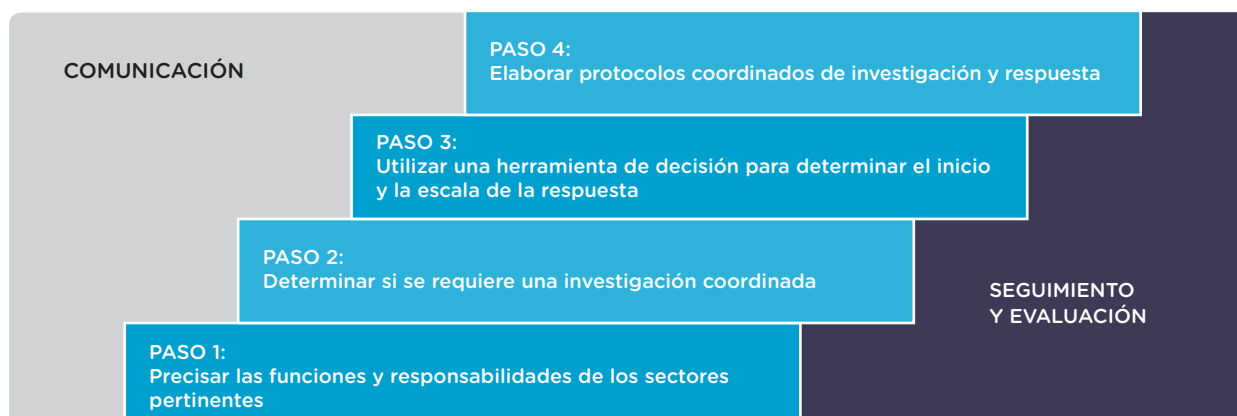 COMUNICACIÓN
PASO 4:
Elaborar protocolos coordinados de investigación y respuesta
PASO 3:
Utilizar una herramienta de decisión para determinar el inicio
y la escala de la respuesta
PASO 2:
Determinar si se requiere una investigación coordinada
SEGUIMIENTO
Y EVALUACIÓN
PASO 1:
Precisar las funciones y responsabilidades de los sectores
pertinentes